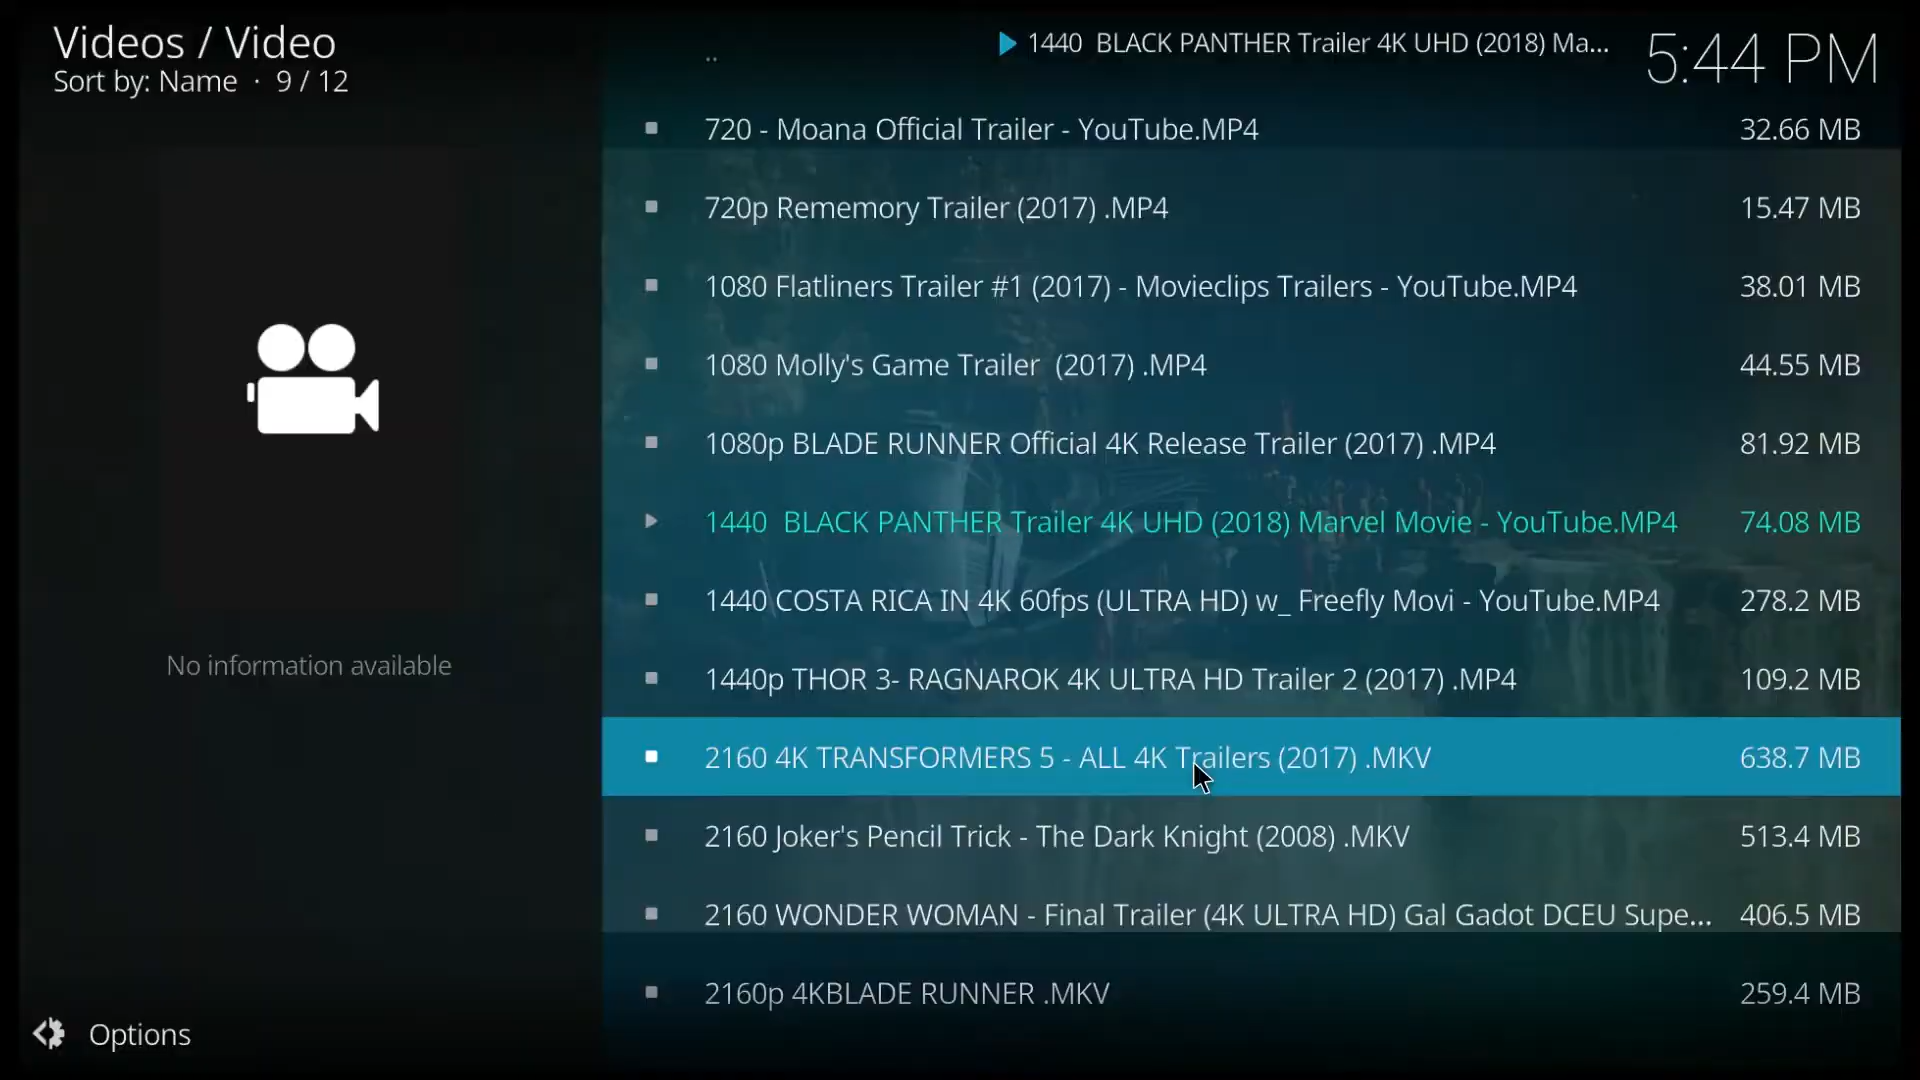 Videos / Video
Sort by: Name · 9 / 12
1440 BLACK PANTHER Trailer 4K UHD (2018) Ma...
5:44 PM
..
720 - Moana Official Trailer - YouTube.MP4 32.66 MB
720p Rememory Trailer (2017) .MP4 15.47 MB
1080 Flatliners Trailer #1 (2017) - Movieclips Trailers - YouTube.MP4 38.01 MB
1080 Molly's Game Trailer  (2017) .MP4 44.55 MB
1080p BLADE RUNNER Official 4K Release Trailer (2017) .MP4 81.92 MB
1440  BLACK PANTHER Trailer 4K UHD (2018) Marvel Movie - YouTube.MP4 74.08 MB
1440 COSTA RICA IN 4K 60fps (ULTRA HD) w_ Freefly Movi - YouTube.MP4 278.2 MB
1440p THOR 3- RAGNAROK 4K ULTRA HD Trailer 2 (2017) .MP4 109.2 MB
2160 4K TRANSFORMERS 5 - ALL 4K Trailers (2017) .MKV 638.7 MB
2160 Joker's Pencil Trick - The Dark Knight (2008) .MKV 513.4 MB
2160 WONDER WOMAN - Final Trailer (4K ULTRA HD) Gal Gadot DCEU Supe... 406.5 MB
2160p 4KBLADE RUNNER .MKV 259.4 MB
No information available
Options